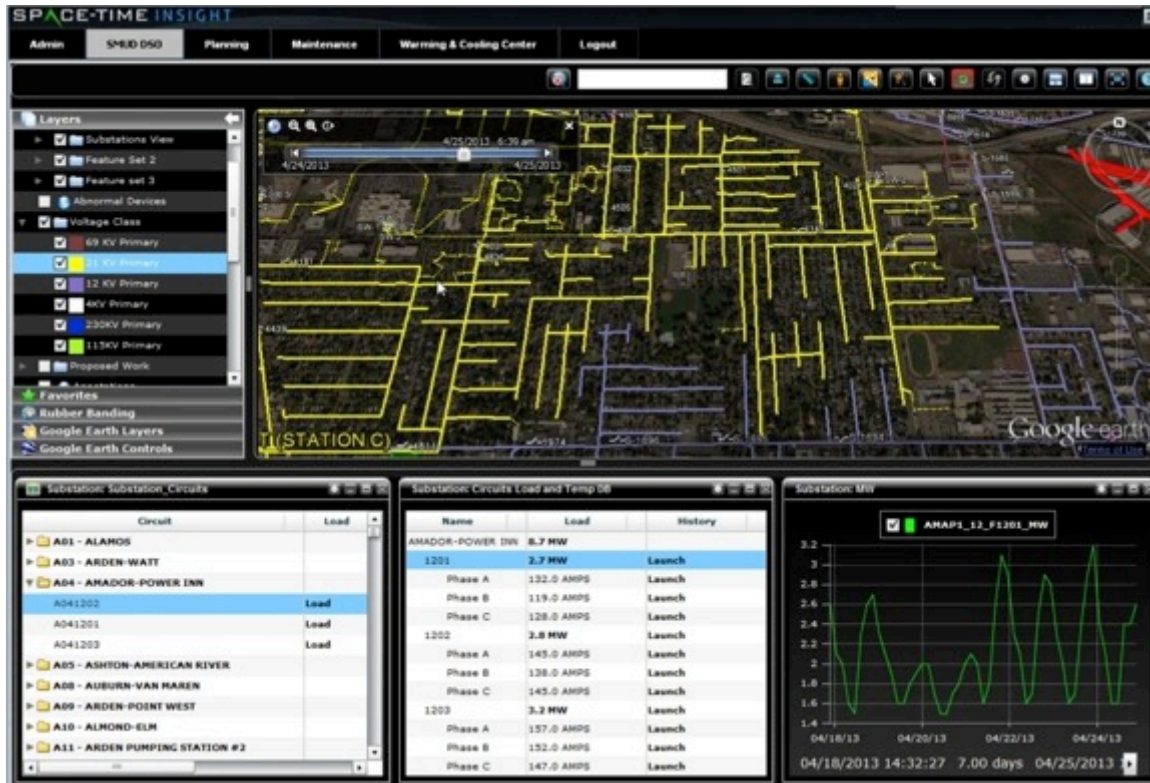 SPACE-TIME INSIGHT
Admin SMUD DSO Planning Maintenance Warming & Cooling Center Logout
Layers
Substations View
Feature Set 2
Feature set 3
Abnormal Devices
Voltage Class
69 KV Primary
21 KV Primary
12 KV Primary
4KV Primary
230KV Primary
115KV Primary
Proposed Work
Annotations
Favorites
Rubber Banding
Google Earth Layers
Google Earth Controls
4/25/2013 6:39 am
4/24/2013 4/25/2013
N
TI (STATION C)
Google earth
Terms of Use
Substation: Substation_Circuits
Circuit Load
A01 - ALAMOS
A03 - ARDEN-WATT
A04 - AMADOR-POWER INN
A041202 Load
A041201 Load
A041203 Load
A05 - ASHTON-AMERICAN RIVER
A08 - AUBURN-VAN MAREN
A09 - ARDEN-POINT WEST
A10 - ALMOND-ELM
A11 - ARDEN PUMPING STATION #2
Substation: Circuits Load and Temp DB
Name Load History
AMADOR-POWER INN 8.7 MW
1201 2.7 MW Launch
Phase A 132.0 AMPS Launch
Phase B 119.0 AMPS Launch
Phase C 128.0 AMPS Launch
1202 2.8 MW Launch
Phase A 145.0 AMPS Launch
Phase B 138.0 AMPS Launch
Phase C 145.0 AMPS Launch
1203 3.2 MW Launch
Phase A 157.0 AMPS Launch
Phase B 152.0 AMPS Launch
Phase C 147.0 AMPS Launch
Substation: MW
AMAP1_12_F1201_MW
3.2
3
2.8
2.6
2.4
2.2
2
1.8
1.6
1.4
04/18/13 04/20/13 04/22/13 04/24/13
04/18/2013 14:32:27 7.00 days 04/25/2013